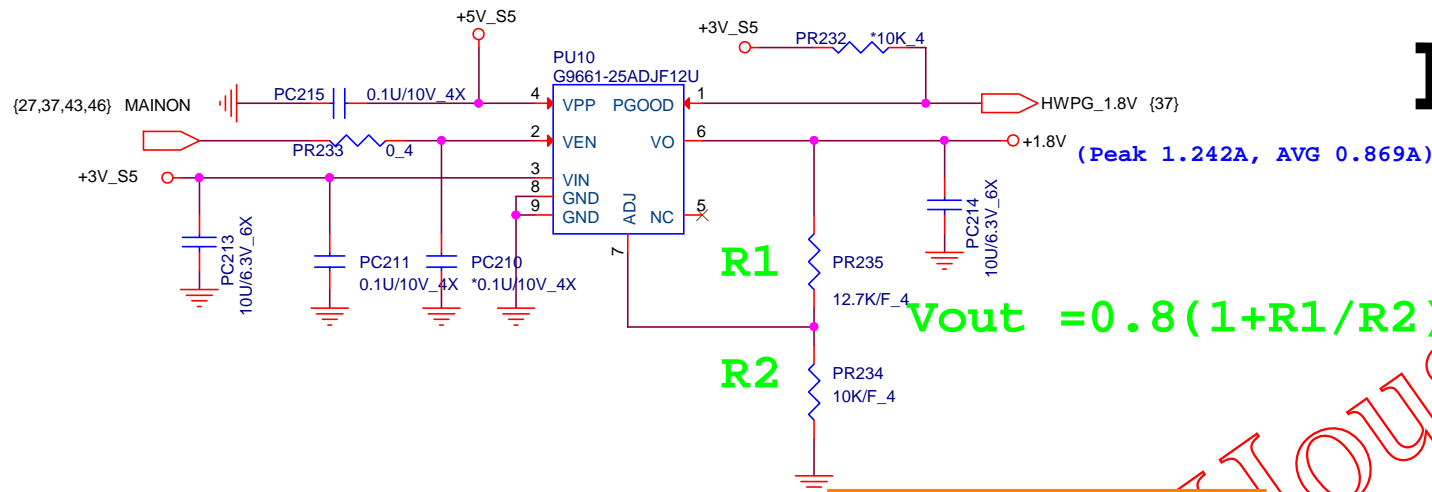 +5V_S5
+3V_S5
PR232
*10K_4
PU10
G9661-25ADJF12U
{27,37,43,46} MAINON
PC215
0.1U/10V_4X
4
VPP
PGOOD
1
HWPG_1.8V {37}
2
VEN
VO
6
+1.8V
PR233
0_4
(Peak 1.242A, AVG 0.869A)
+3V_S5
3
VIN
8
GND
9
GND
ADJ
NC
5
7
PC213
10U/6.3V_6X
PC211
0.1U/10V_4X
PC210
*0.1U/10V_4X
PC214
10U/6.3V_6X
R1
PR235
12.7K/F_4
Vout =0.8(1+R1/R2)
R2
PR234
10K/F_4